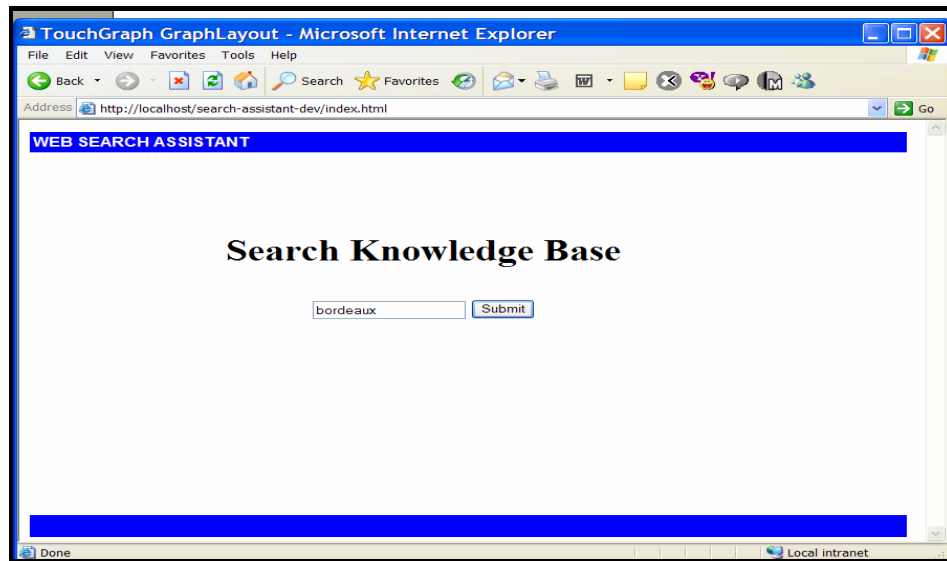 TouchGraph GraphLayout - Microsoft Internet Explorer
File Edit View Favorites Tools Help
Back Search Favorites
Address http://localhost/search-assistant-dev/index.html Go
WEB SEARCH ASSISTANT
Search Knowledge Base
bordeaux Submit
Done Local intranet